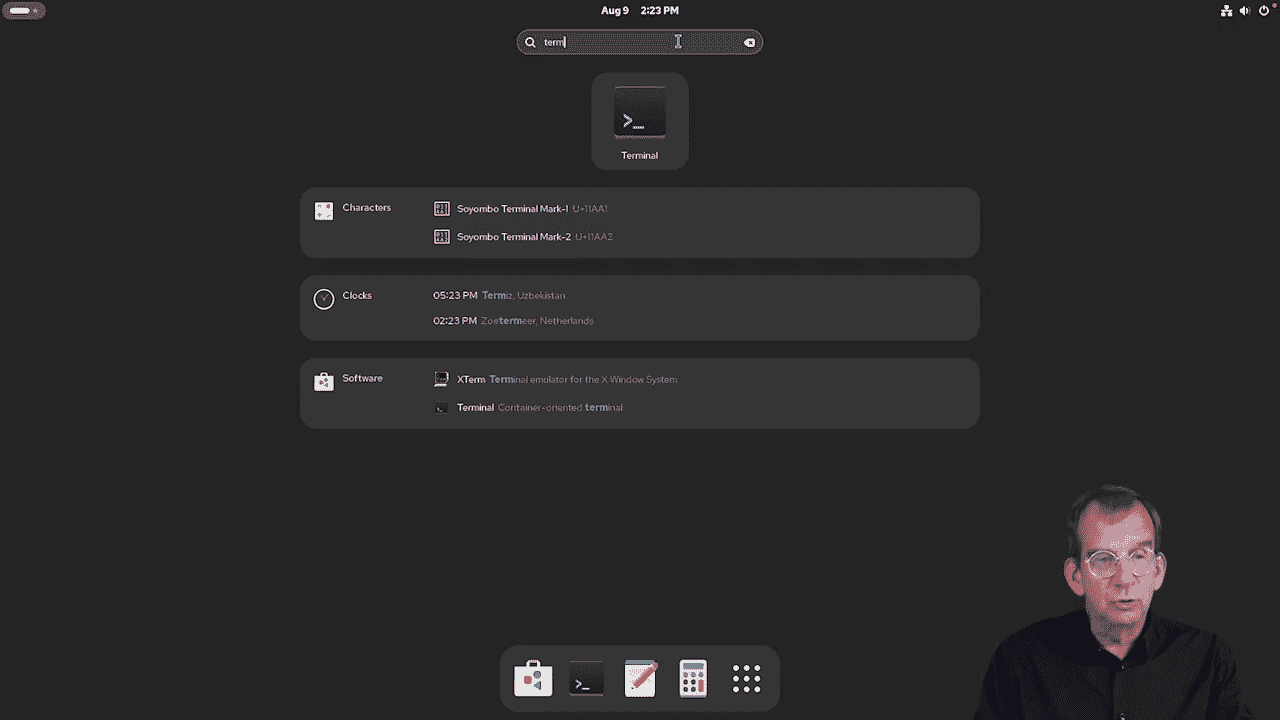 Aug 9 2:23 PM
term
>_
Terminal
Characters
Soyombo Terminal Mark-1 U+11AA1
Soyombo Terminal Mark-2 U+11AA2
Clocks
05:23 PM Termiz, Uzbekistan
02:23 PM Zoetermeer, Netherlands
Software
XTerm Terminal emulator for the X Window System
Terminal Container-oriented terminal
>_